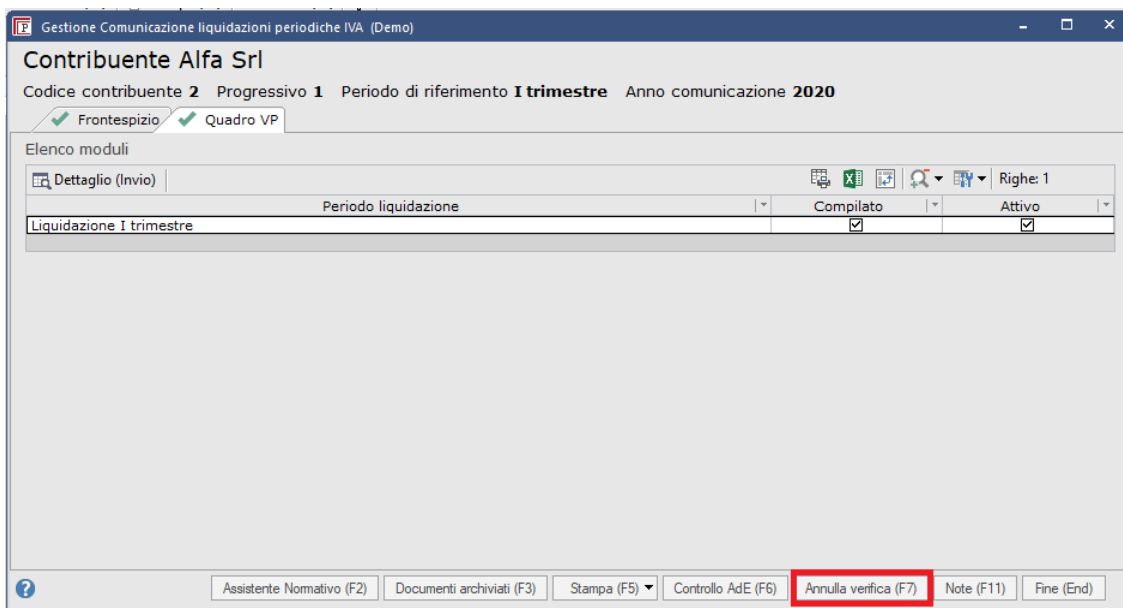 Gestione Comunicazione liquidazioni periodiche IVA (Demo)
Contribuente Alfa Srl
Codice contribuente 2 Progressivo 1 Periodo di riferimento I trimestre Anno comunicazione 2020
Frontespizio Quadro VP
Elenco moduli
Dettaglio (Invio) Righe: 1
Periodo liquidazione Compilato Attivo
Liquidazione I trimestre
Assistente Normativo (F2) Documenti archiviati (F3) Stampa (F5) Controllo AdE (F6) Annulla verifica (F7) Note (F11) Fine (End)